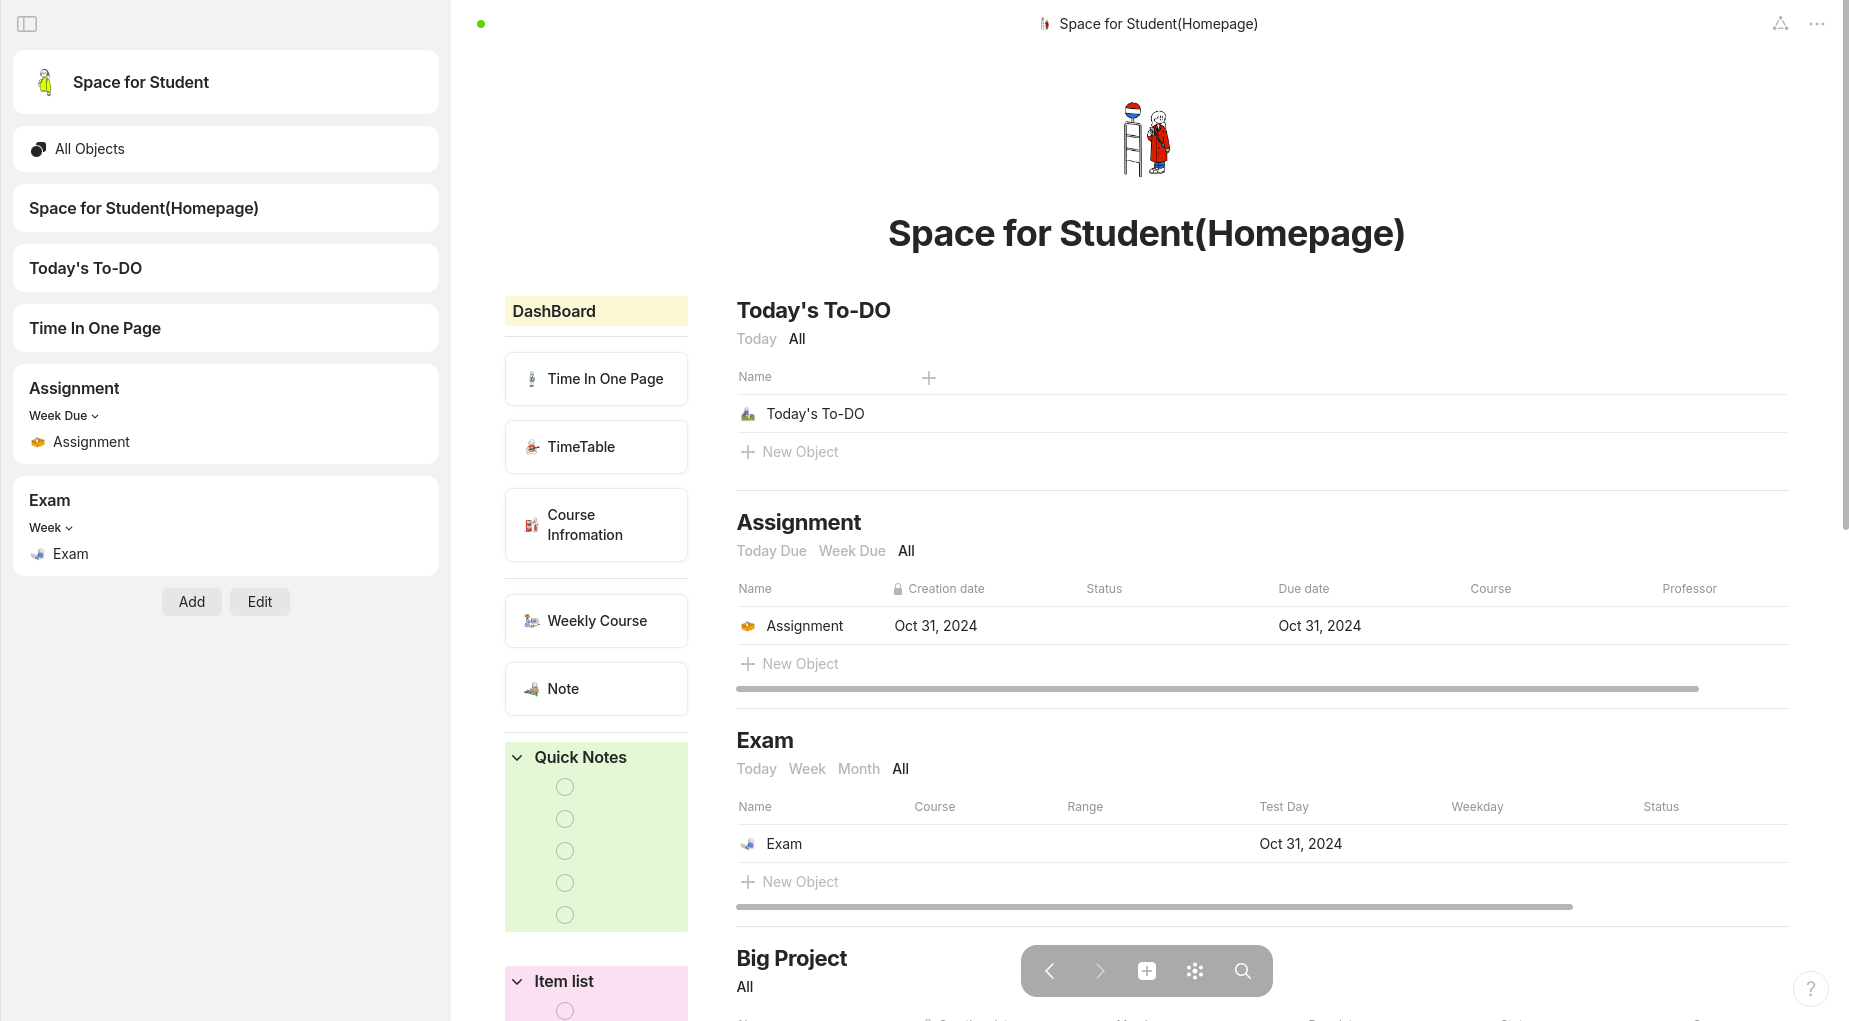 Space for Student
All Objects
Space for Student(Homepage)
Today's To-DO
Time In One Page
Assignment
Week Due
Assignment
Exam
Week
Exam
Add Edit
Space for Student(Homepage)
Space for Student(Homepage)
DashBoard
Time In One Page
TimeTable
Course
Infromation
Weekly Course
Note
Quick Notes
Item list
Today's To-DO
Today All
Name
Today's To-DO
New Object
Assignment
Today Due Week Due All
Name Creation date Status Due date Course Professor
Assignment Oct 31, 2024 Oct 31, 2024
New Object
Exam
Today Week Month All
Name Course Range Test Day Weekday Status
Exam Oct 31, 2024
New Object
Big Project
All
?